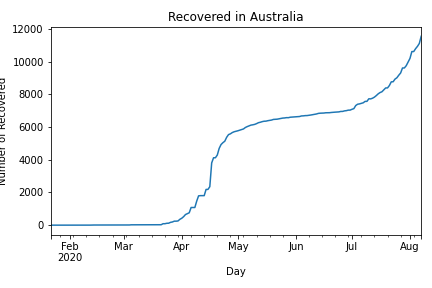 Recovered in Australia
Number of Recovered
12000
10000
8000
6000
4000
2000
0
Feb
2020
Mar
Apr
May
Jun
Jul
Aug
Day